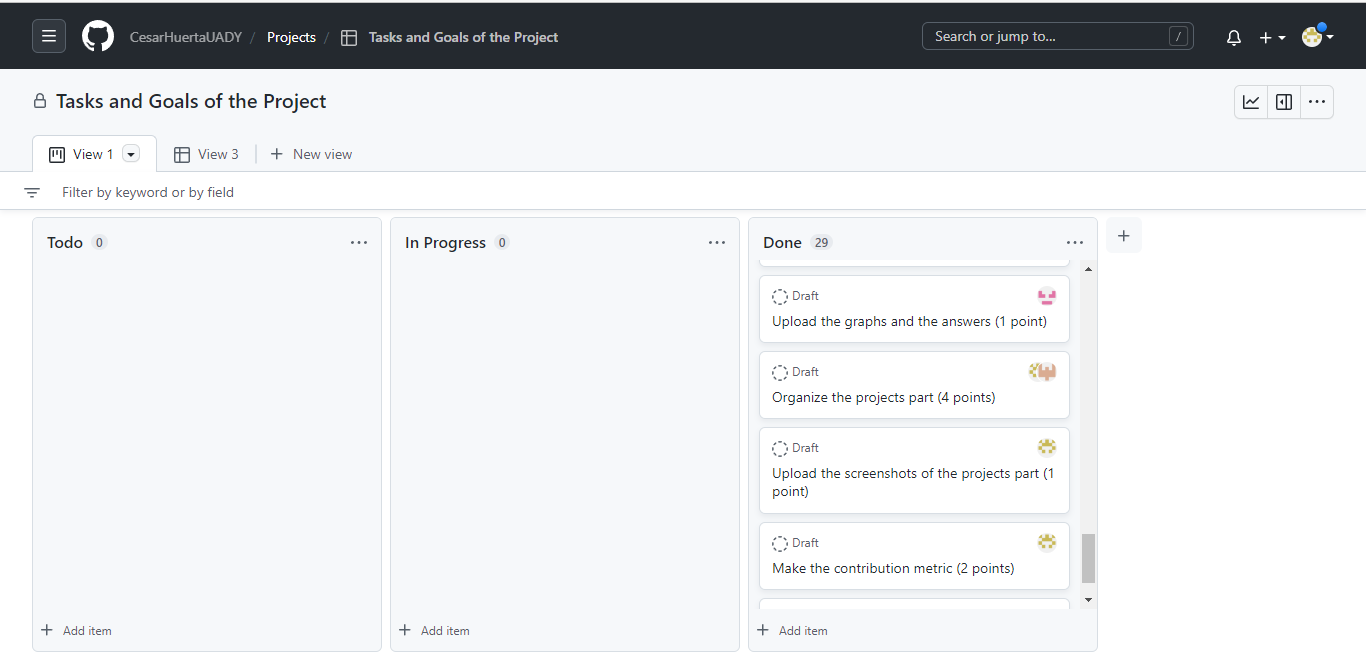 CesarHuertaUADY / Projects / Tasks and Goals of the Project
Search or jump to... /
Tasks and Goals of the Project
View 1
View 3
New view
Filter by keyword or by field
Todo 0
In Progress 0
Done 29
Draft
Upload the graphs and the answers (1 point)
Draft
Organize the projects part (4 points)
Draft
Upload the screenshots of the projects part (1
point)
Draft
Make the contribution metric (2 points)
+ Add item
+ Add item
+ Add item